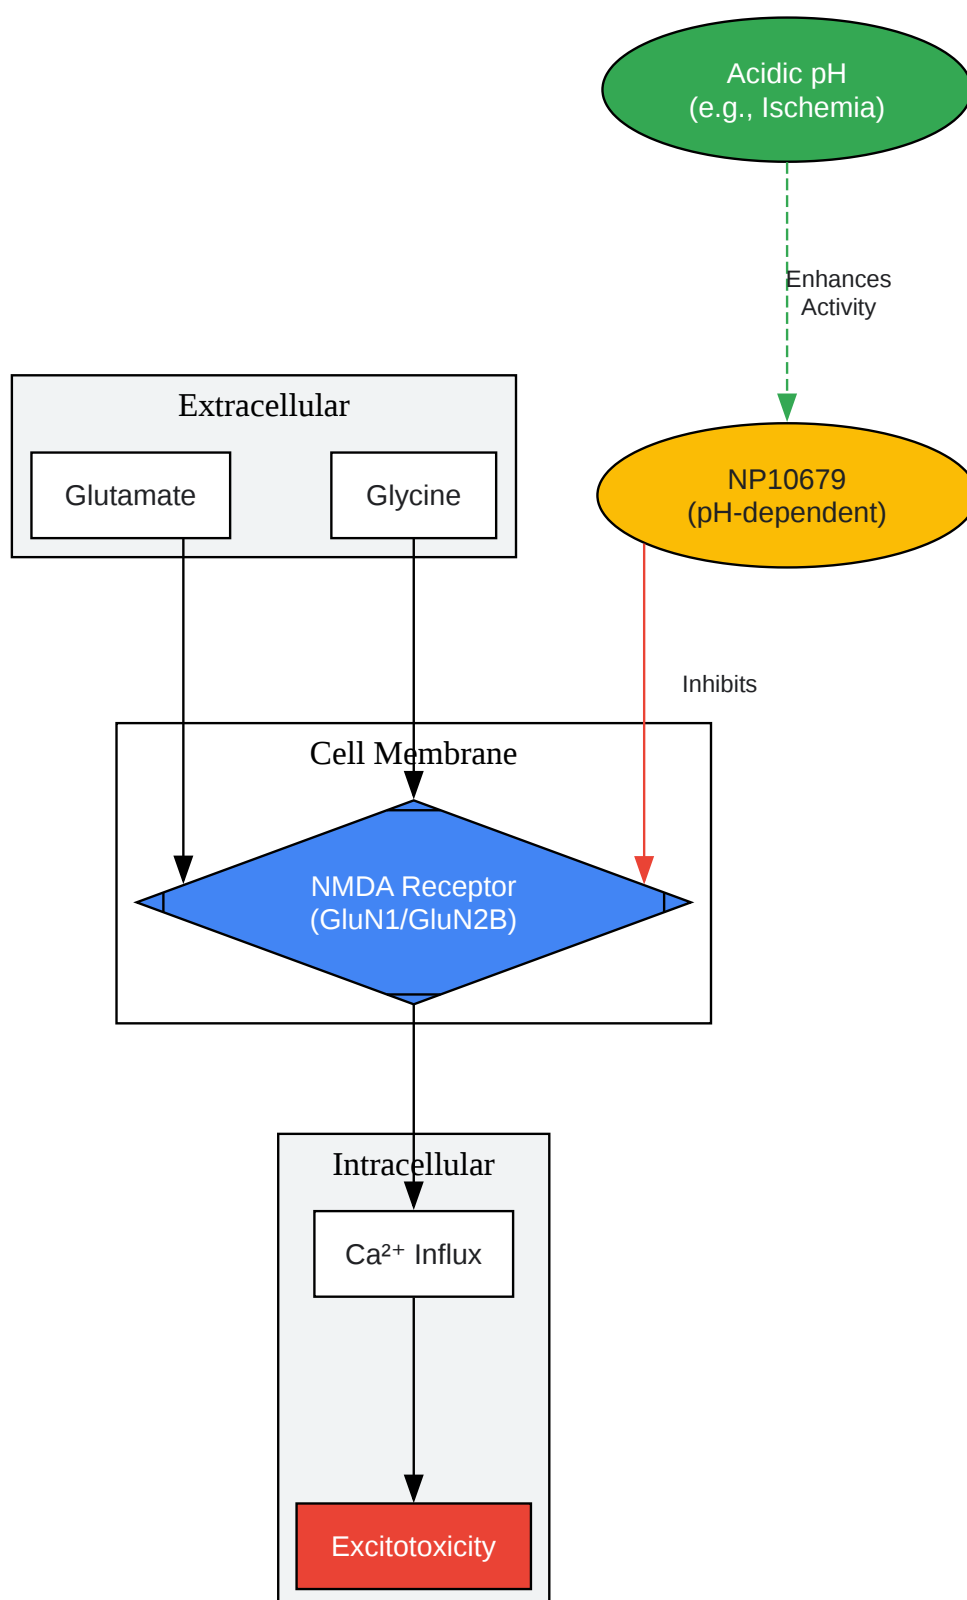 Acidic pH
(e.g., Ischemia)
Enhances
Activity
Extracellular
Glutamate
Glycine
NP10679
(pH-dependent)
Inhibits
Cell Membrane
NMDA Receptor
(GluN1/GluN2B)
Intracellular
Ca²⁺ Influx
Excitotoxicity